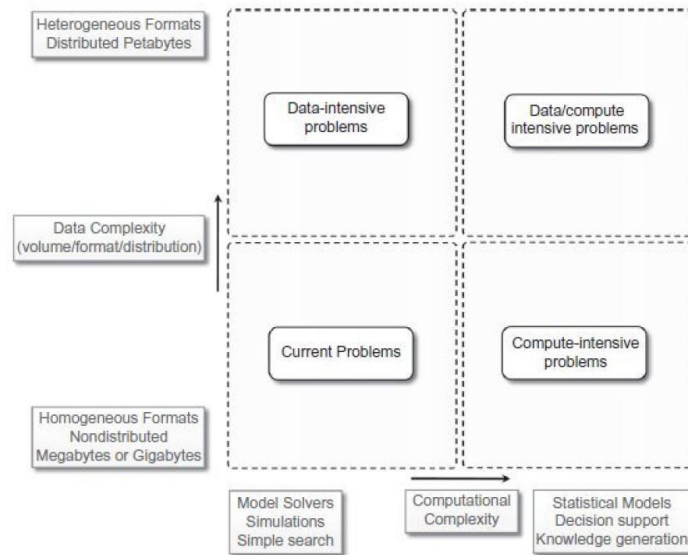 Heterogeneous Formats
Distributed Petabytes
Data-intensive
problems
Data/compute
intensive problems
Data Complexity
(volume/format/distribution)
Current Problems
Compute-intensive
problems
Homogeneous Formats
Nondistributed
Megabytes or Gigabytes
Model Solvers
Simulations
Simple search
Computational
Complexity
Statistical Models
Decision support
Knowledge generation